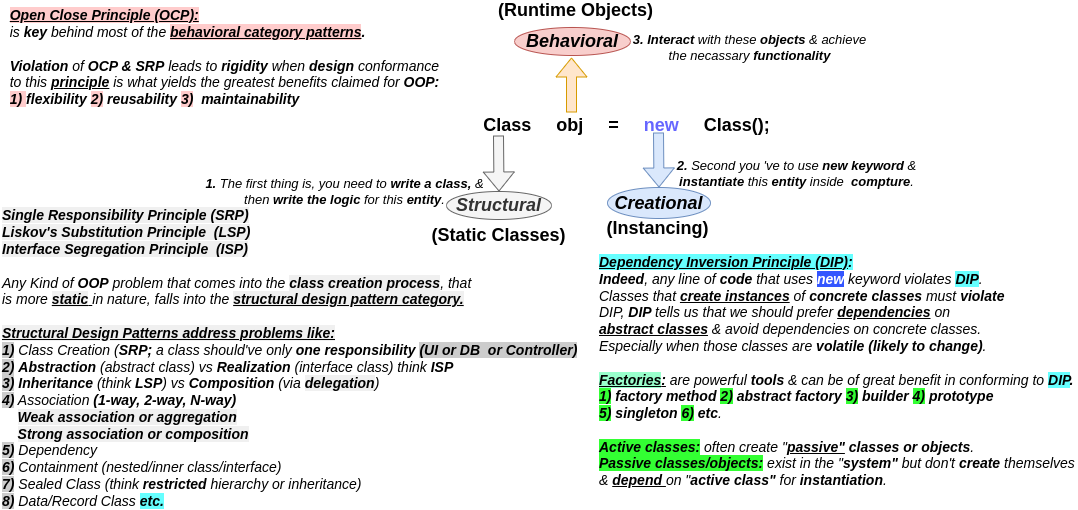 Open Close Principle (OCP):
is key behind most of the behavioral category patterns.
Violation of OCP & SRP leads to rigidity when design conformance
to this principle is what yields the greatest benefits claimed for OOP:
1) flexibility 2) reusability 3)  maintainability
(Runtime Objects)
Behavioral
3. Interact with these objects & achieve
the necassary functionality
Class obj = new Class();
1. The first thing is, you need to write a class, &
then write the logic for this entity.
Structural
(Static Classes)
2. Second you 've to use new keyword &
instantiate this entity inside  compture.
Creational
(Instancing)
Single Responsibility Principle (SRP)
Liskov's Substitution Principle  (LSP)
Interface Segregation Principle  (ISP)
Any Kind of OOP problem that comes into the class creation process, that
is more static in nature, falls into the structural design pattern category.
Structural Design Patterns address problems like:
1) Class Creation (SRP; a class should've only one responsibility (UI or DB  or Controller)
2) Abstraction (abstract class) vs Realization (interface class) think ISP
3) Inheritance (think LSP) vs Composition (via delegation)
4) Association (1-way, 2-way, N-way)
Weak association or aggregation
Strong association or composition
5) Dependency
6) Containment (nested/inner class/interface)
7) Sealed Class (think restricted hierarchy or inheritance)
8) Data/Record Class etc.
Dependency Inversion Principle (DIP):
Indeed, any line of code that uses new keyword violates DIP.
Classes that create instances of concrete classes must violate
DIP, DIP tells us that we should prefer dependencies on
abstract classes & avoid dependencies on concrete classes.
Especially when those classes are volatile (likely to change).
Factories: are powerful tools & can be of great benefit in conforming to DIP.
1) factory method 2) abstract factory 3) builder 4) prototype
5) singleton 6) etc.
Active classes: often create "passive" classes or objects.
Passive classes/objects: exist in the "system" but don't create themselves
& depend on "active class" for instantiation.